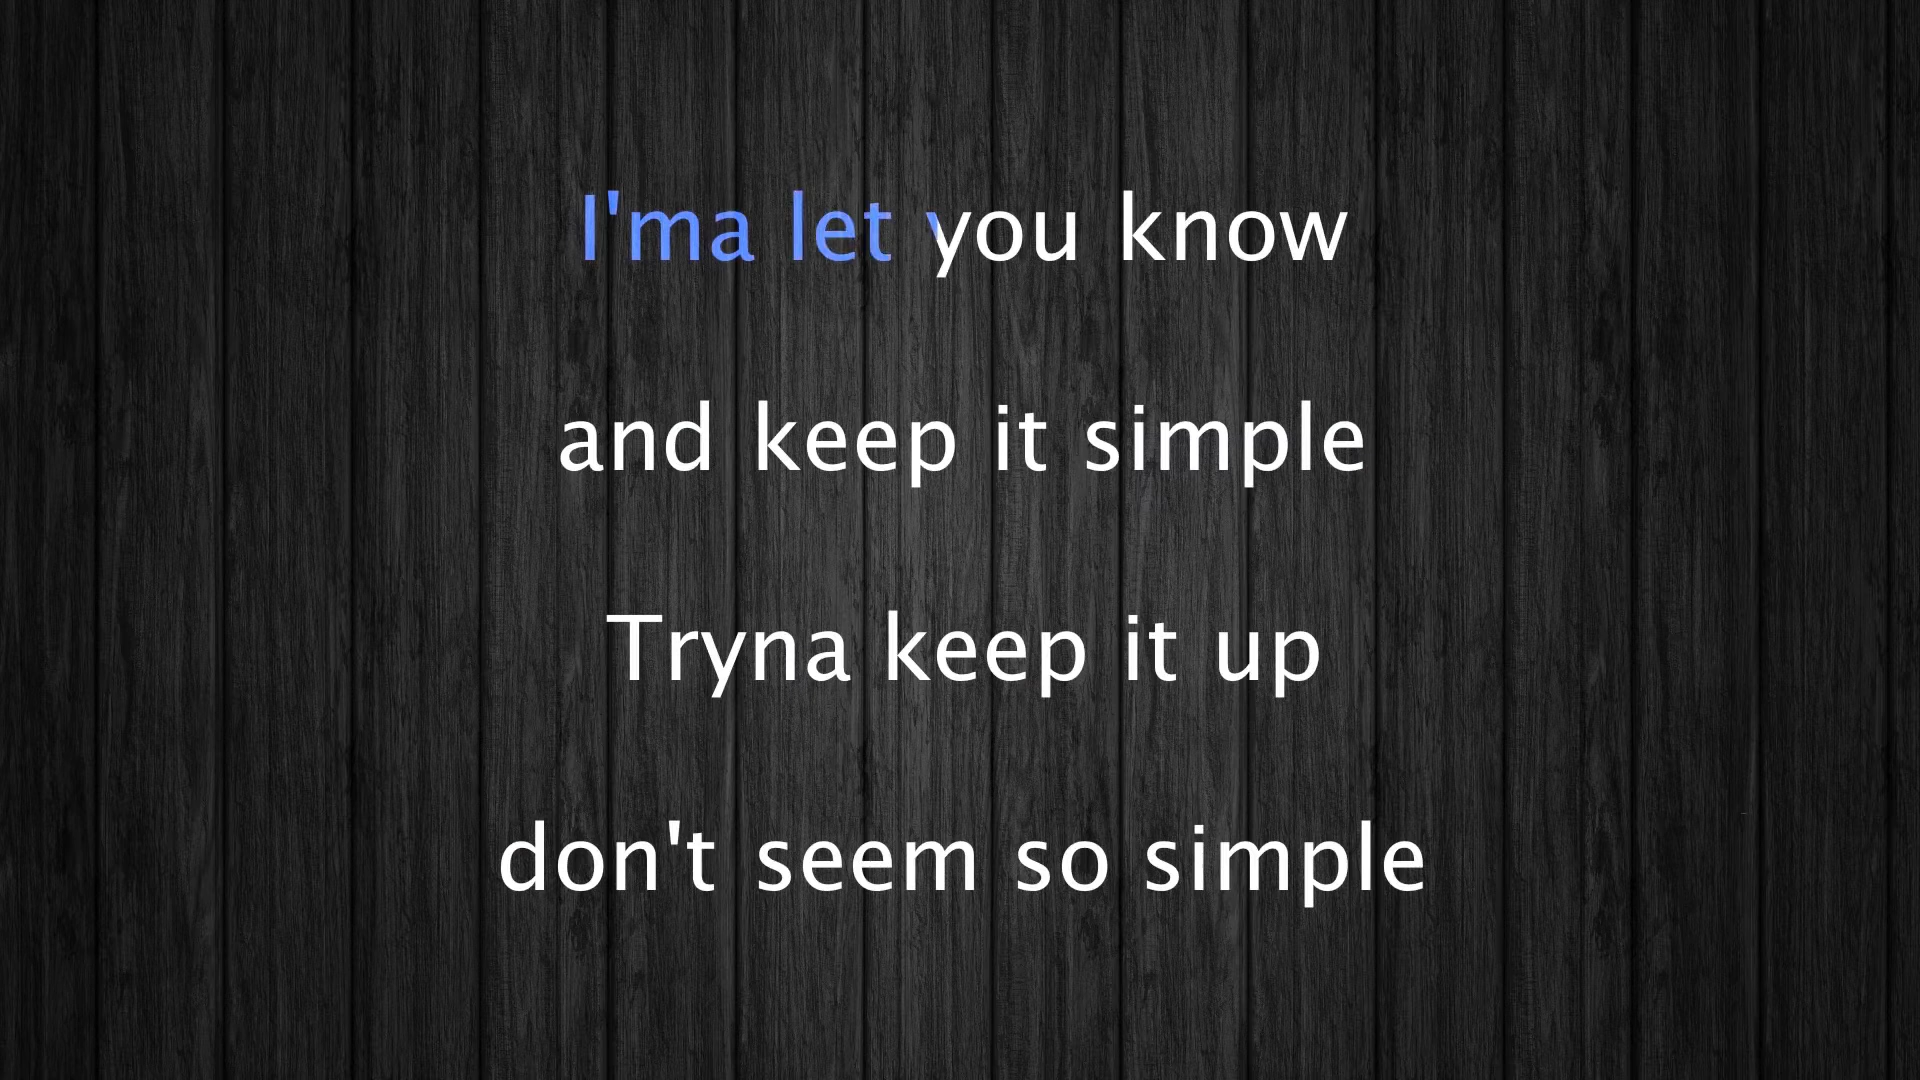 I'ma let you know
and keep it simple
Tryna keep it up
don't seem so simple